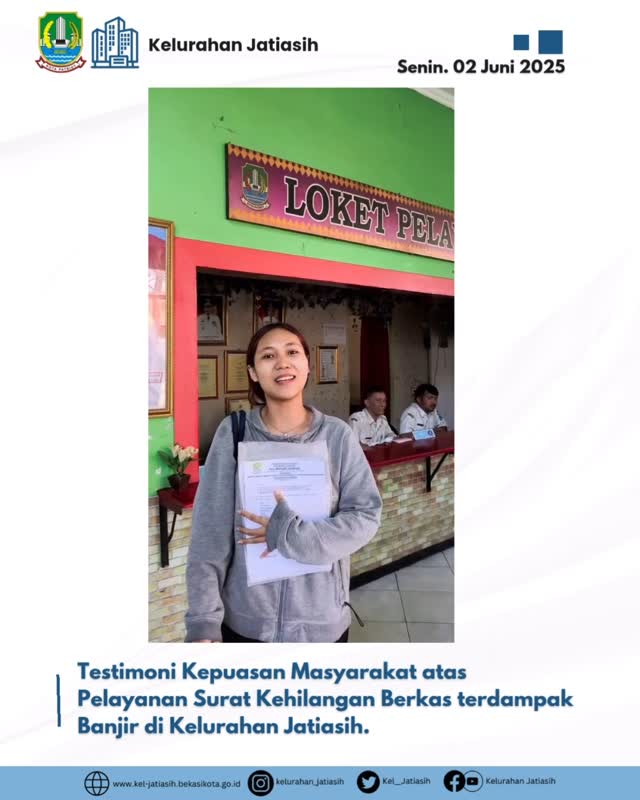 Kelurahan Jatiasih
Senin. 02 Juni 2025
LOKET PELA
Testimoni Kepuasan Masyarakat atas
Pelayanan Surat Kehilangan Berkas terdampak
Banjir di Kelurahan Jatiasih.
www.kel-jatiasih.bekasikota.go.id
kelurahan_jatiasih
Kel__Jatiasih
Kelurahan Jatiasih